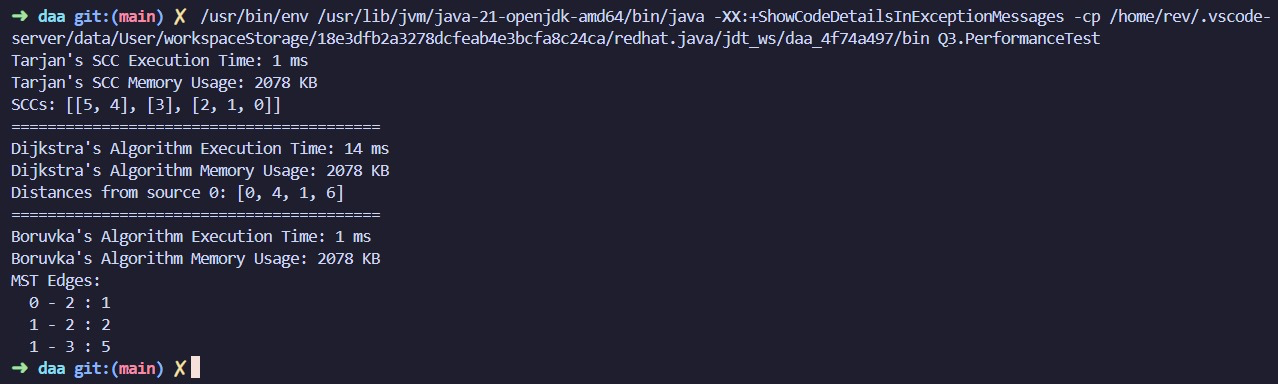 ➜ daa git:(main) ✗ /usr/bin/env /usr/lib/jvm/java-21-openjdk-amd64/bin/java -XX:+ShowCodeDetailsInExceptionMessages -cp /home/rev/.vscode-
server/data/User/workspaceStorage/18e3dfb2a3278dcfeab4e3bcfa8c24ca/redhat.java/jdt_ws/daa_4f74a497/bin Q3.PerformanceTest
Tarjan's SCC Execution Time: 1 ms
Tarjan's SCC Memory Usage: 2078 KB
SCCs: [[5, 4], [3], [2, 1, 0]]
=========================================
Dijkstra's Algorithm Execution Time: 14 ms
Dijkstra's Algorithm Memory Usage: 2078 KB
Distances from source 0: [0, 4, 1, 6]
=========================================
Boruvka's Algorithm Execution Time: 1 ms
Boruvka's Algorithm Memory Usage: 2078 KB
MST Edges:
  0 - 2 : 1
  1 - 2 : 2
  1 - 3 : 5
➜ daa git:(main) ✗